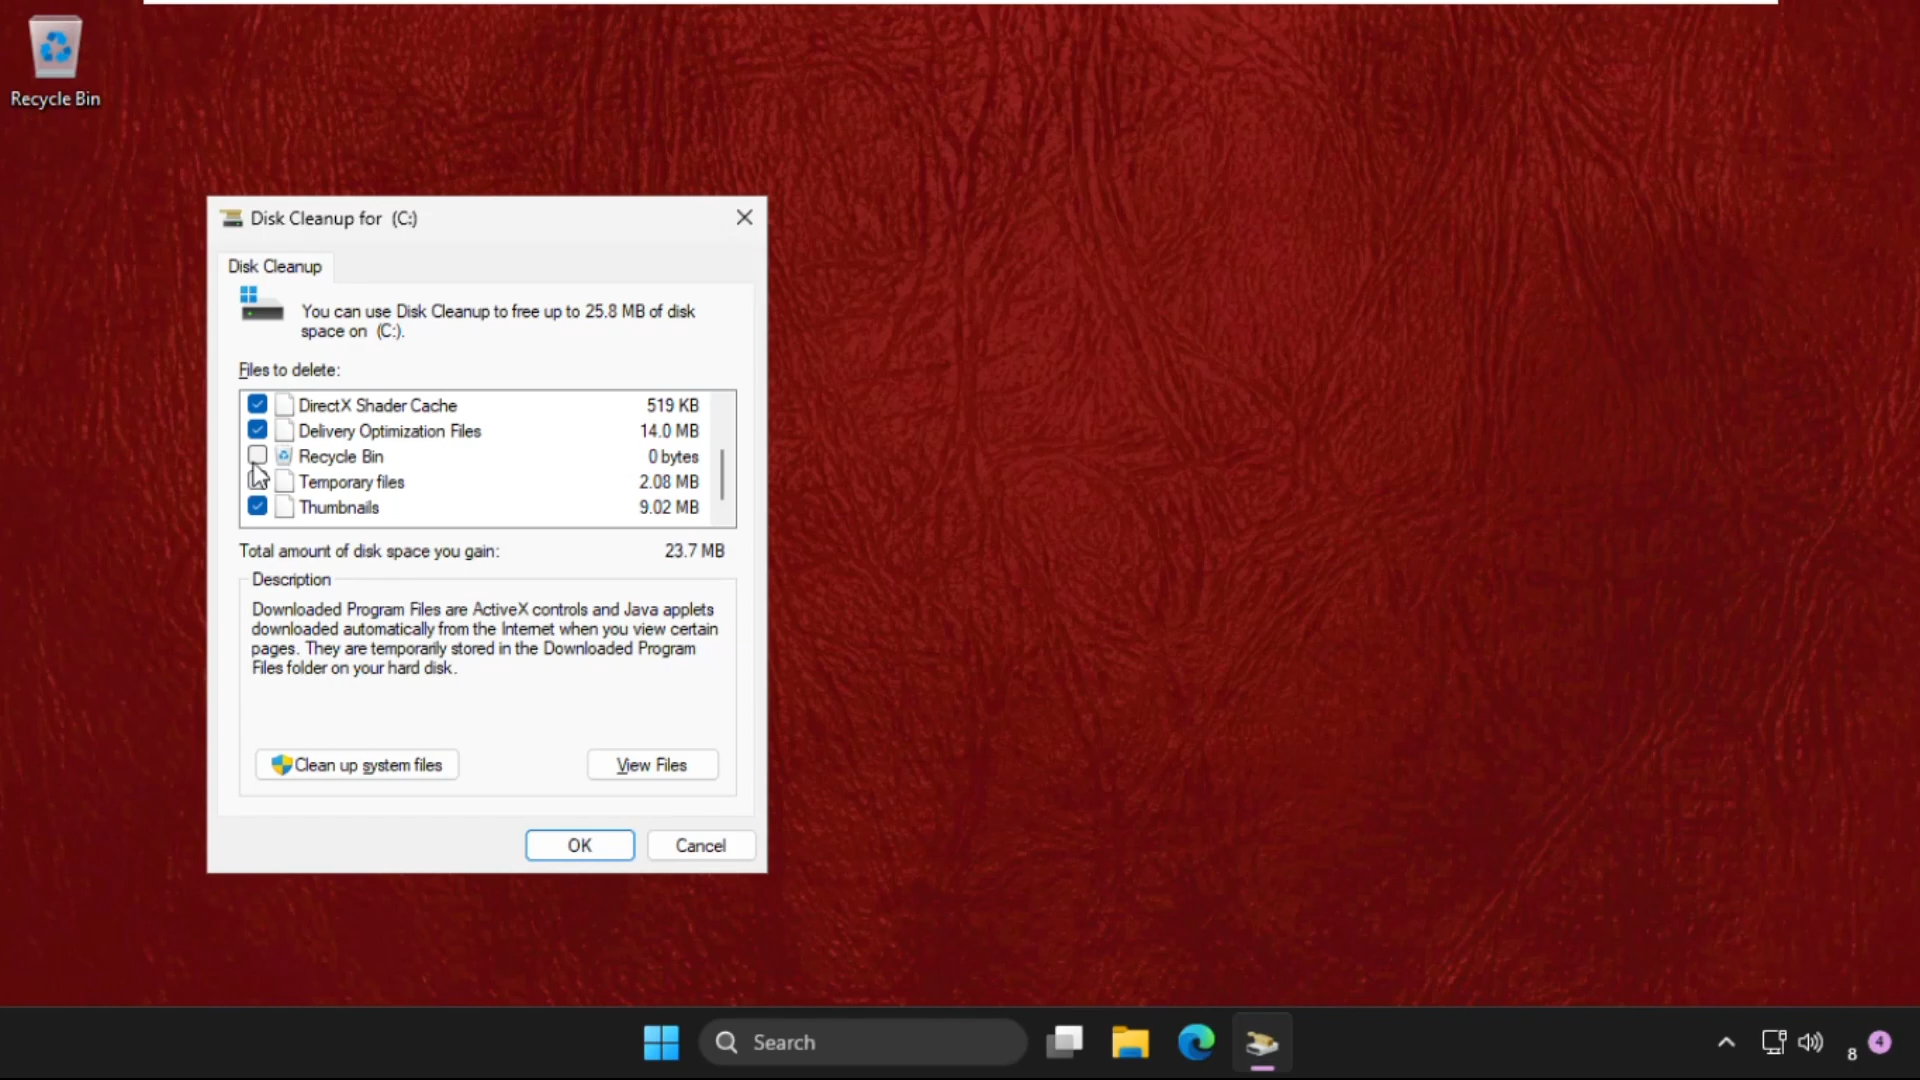 Recycle Bin
Disk Cleanup for (C:)
Disk Cleanup
You can use Disk Cleanup to free up to 25.8 MB of disk
space on (C:).
Files to delete:
DirectX Shader Cache 519 KB
Delivery Optimization Files 14.0 MB
Recycle Bin 0 bytes
Temporary files 2.08 MB
Thumbnails 9.02 MB
Total amount of disk space you gain: 23.7 MB
Description
Downloaded Program Files are ActiveX controls and Java applets
downloaded automatically from the Internet when you view certain
pages. They are temporarily stored in the Downloaded Program
Files folder on your hard disk.
Clean up system files View Files
OK Cancel
Search 8 4